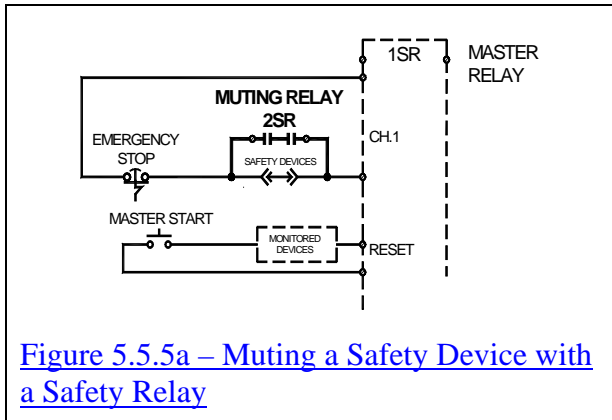 1SR
MASTER
RELAY
MUTING RELAY
2SR
EMERGENCY
STOP
CH.1
SAFETY DEVICES
MASTER START
MONITORED
DEVICES
RESET
Figure 5.5.5a – Muting a Safety Device with
a Safety Relay